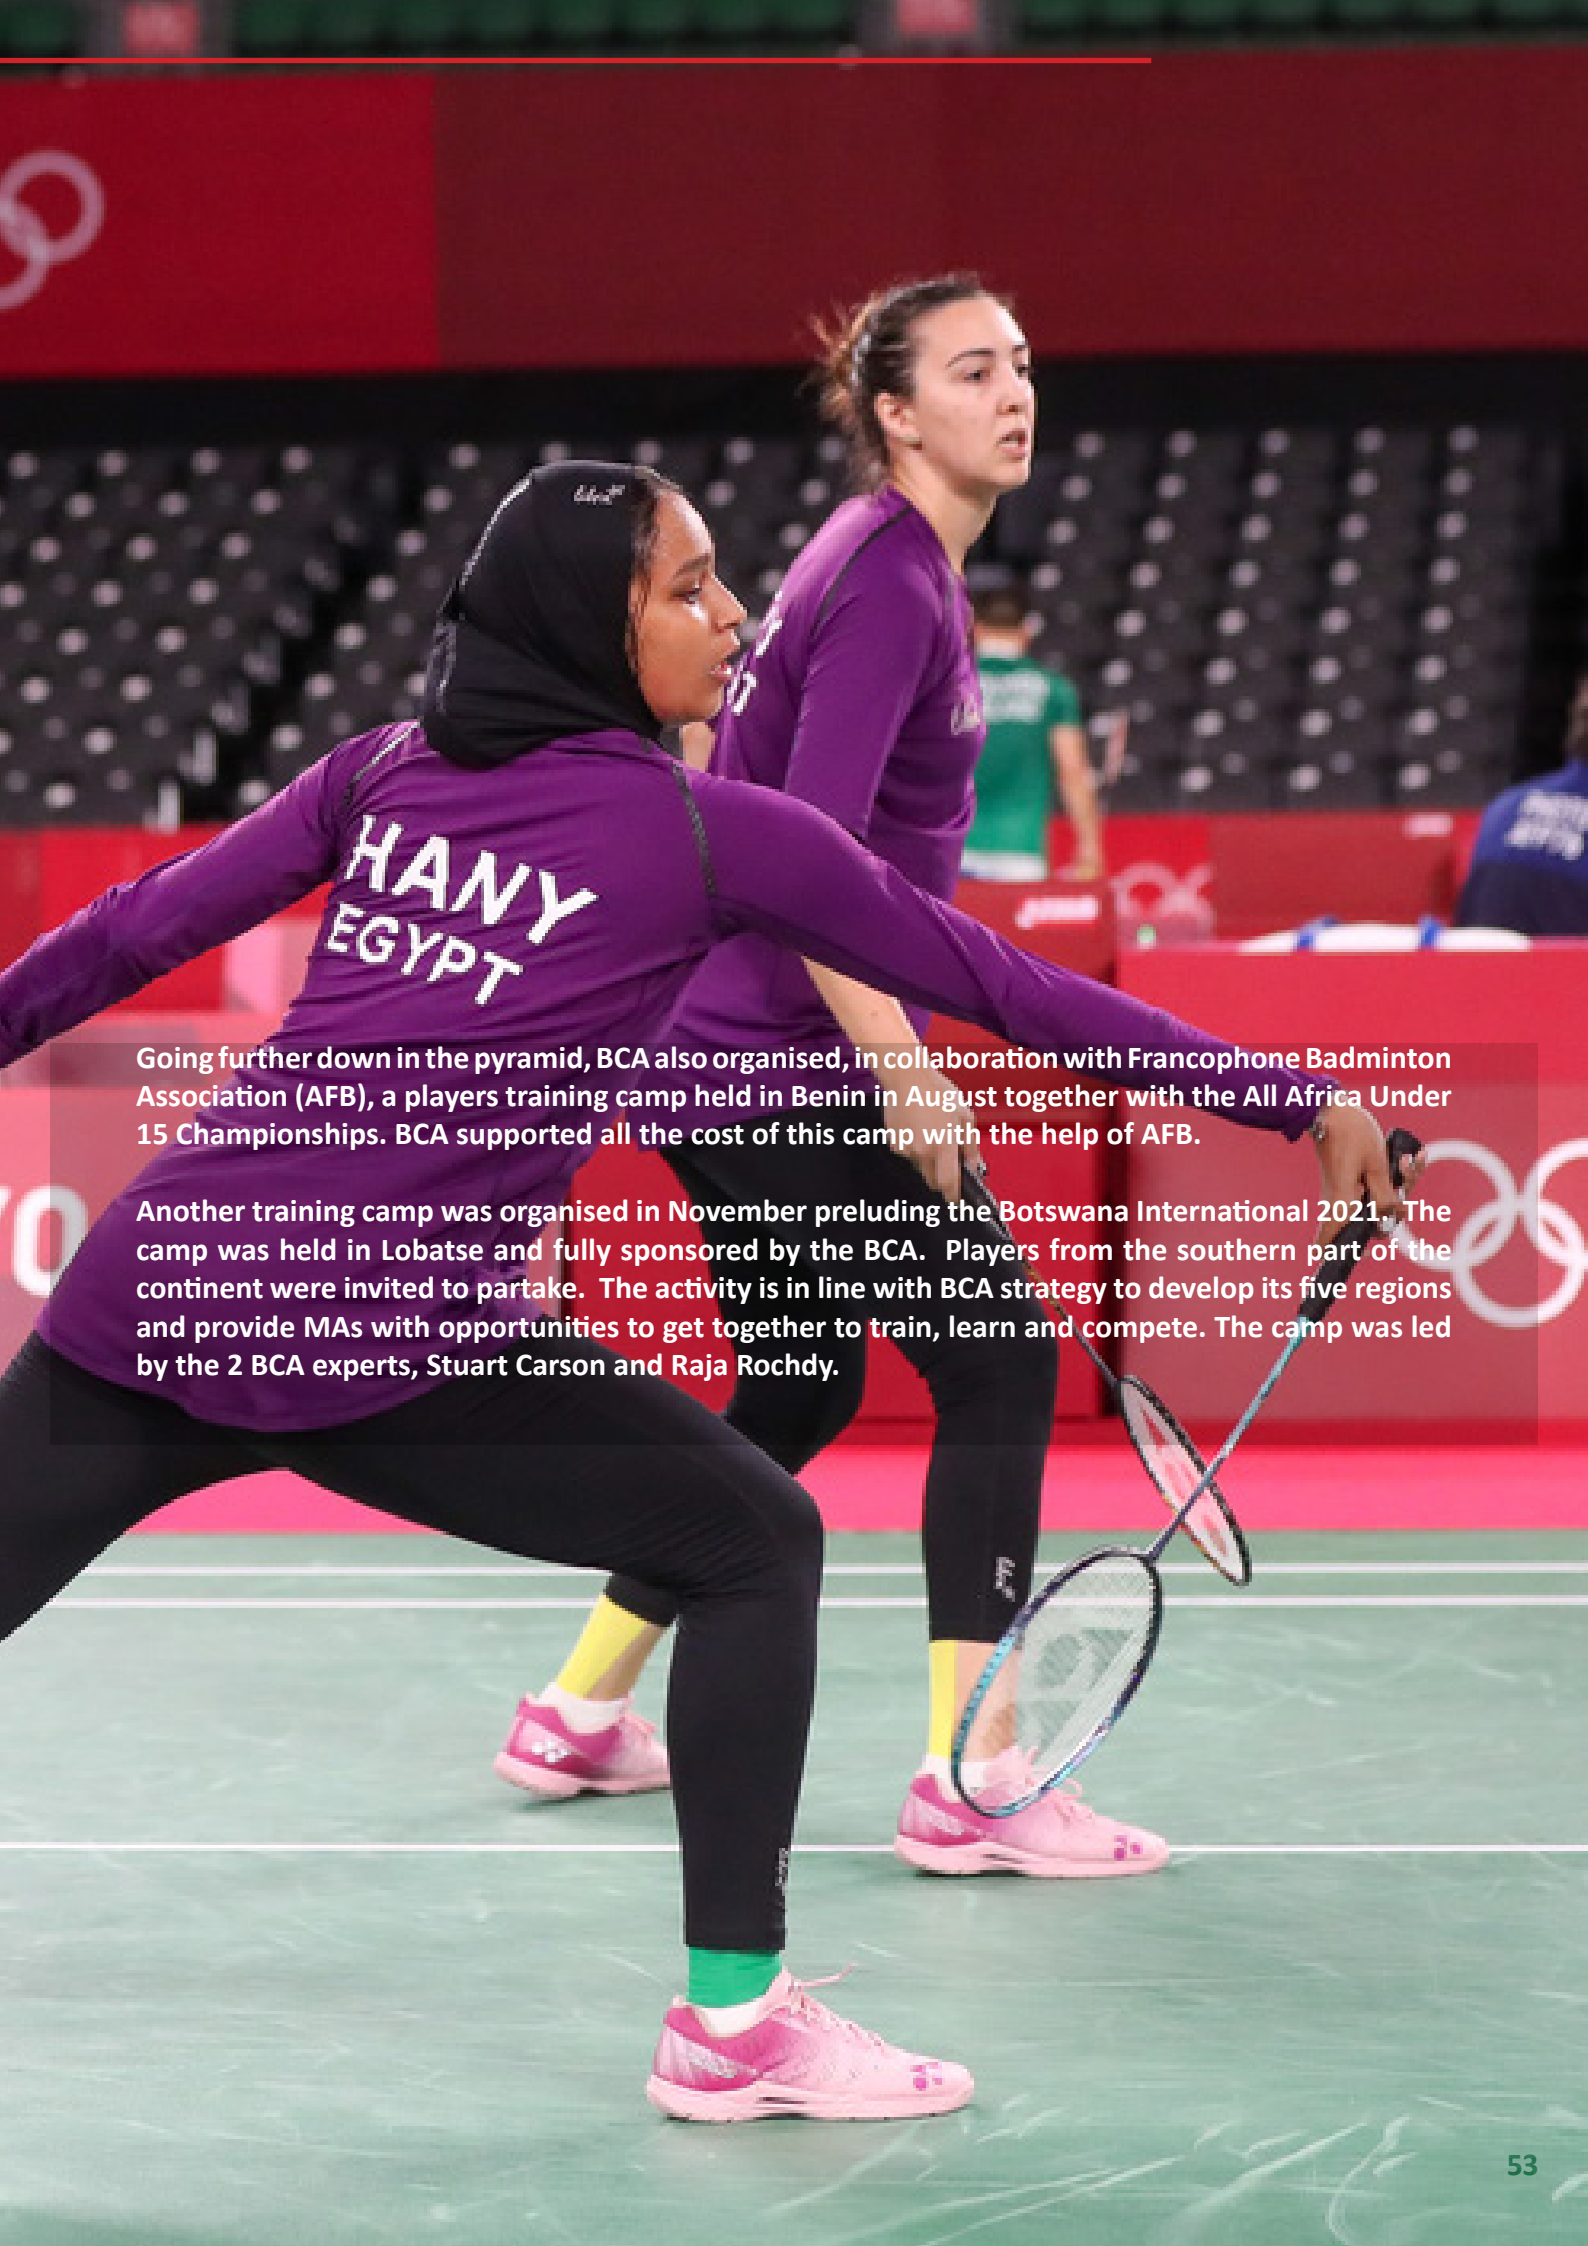 HANY
EGYPT
Going further down in the pyramid, BCA also organised, in collaboration with Francophone Badminton
Association (AFB), a players training camp held in Benin in August together with the All Africa Under
15 Championships. BCA supported all the cost of this camp with the help of AFB.
Another training camp was organised in November preluding the Botswana International 2021. The
camp was held in Lobatse and fully sponsored by the BCA. Players from the southern part of the
continent were invited to partake. The activity is in line with BCA strategy to develop its five regions
and provide MAs with opportunities to get together to train, learn and compete. The camp was led
by the 2 BCA experts, Stuart Carson and Raja Rochdy.
53